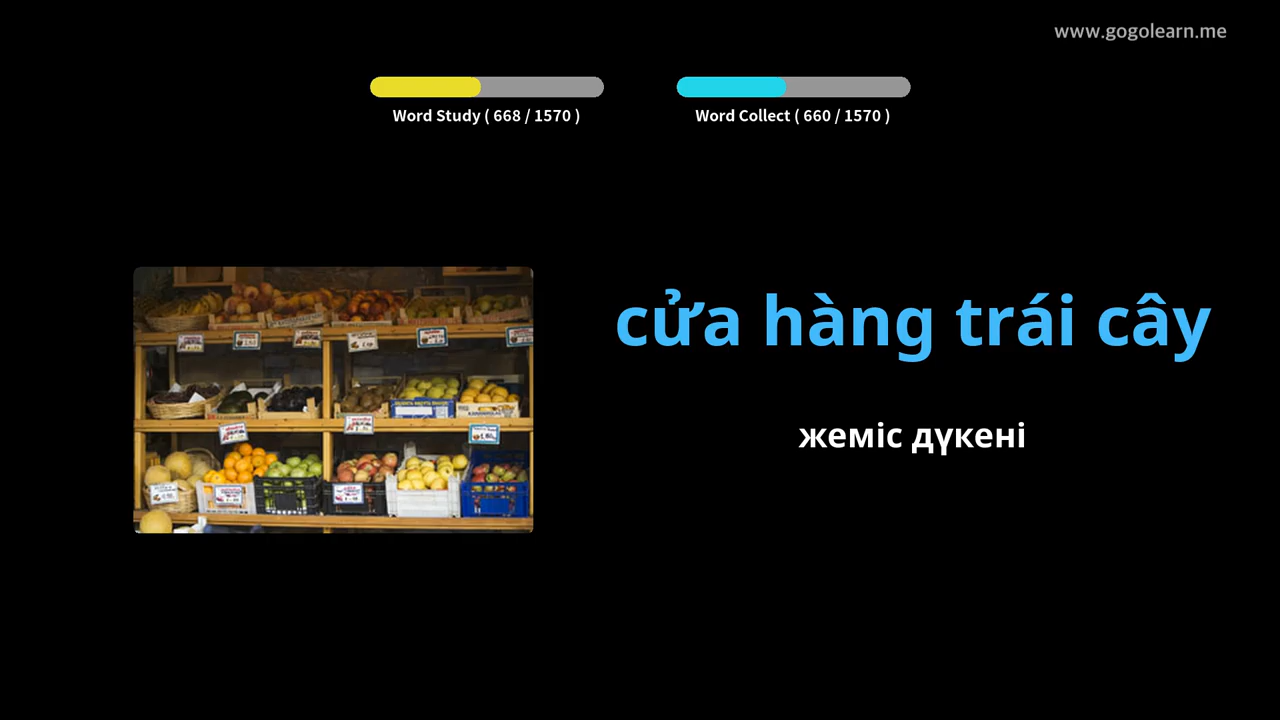 www.gogolearn.me
Word Study ( 668 / 1570 )
Word Collect ( 660 / 1570 )
cửa hàng trái cây
жеміс дүкені